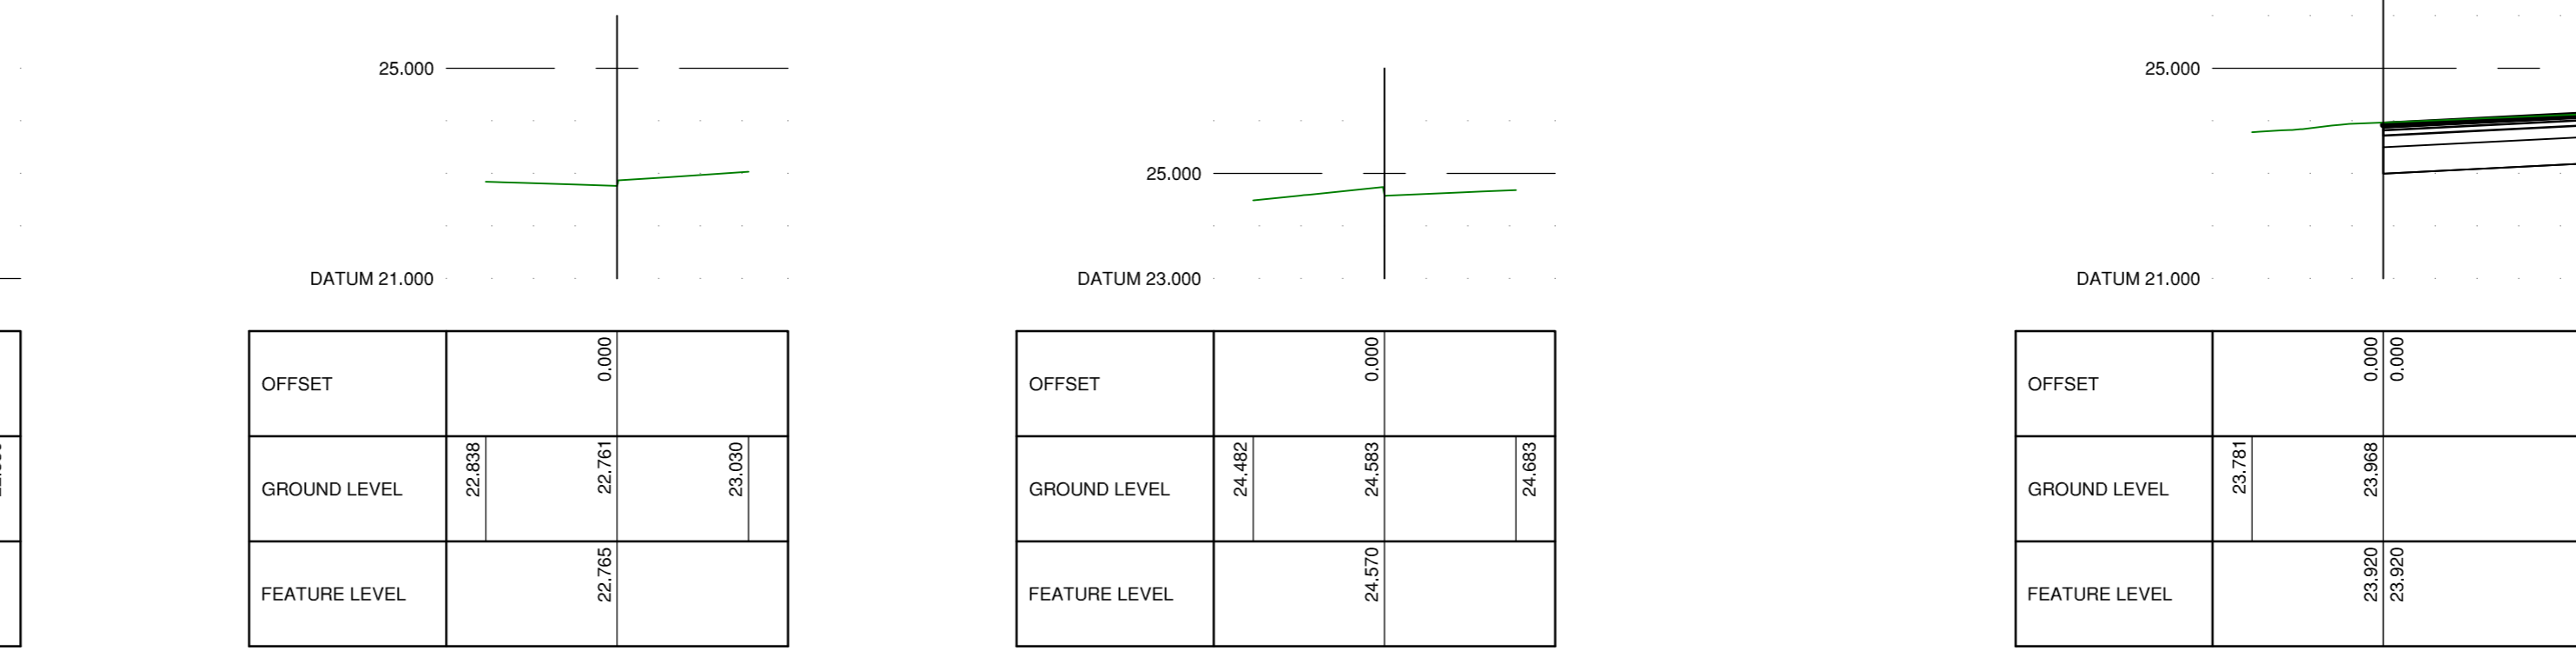 25.000
DATUM 21.000
OFFSET
0.000
GROUND LEVEL
22.838
22.761
23.030
FEATURE LEVEL
22.765
25.000
DATUM 23.000
OFFSET
0.000
GROUND LEVEL
24.482
24.583
24.683
FEATURE LEVEL
24.570
25.000
DATUM 21.000
OFFSET
0.000
0.000
GROUND LEVEL
23.781
23.968
FEATURE LEVEL
23.920
23.920